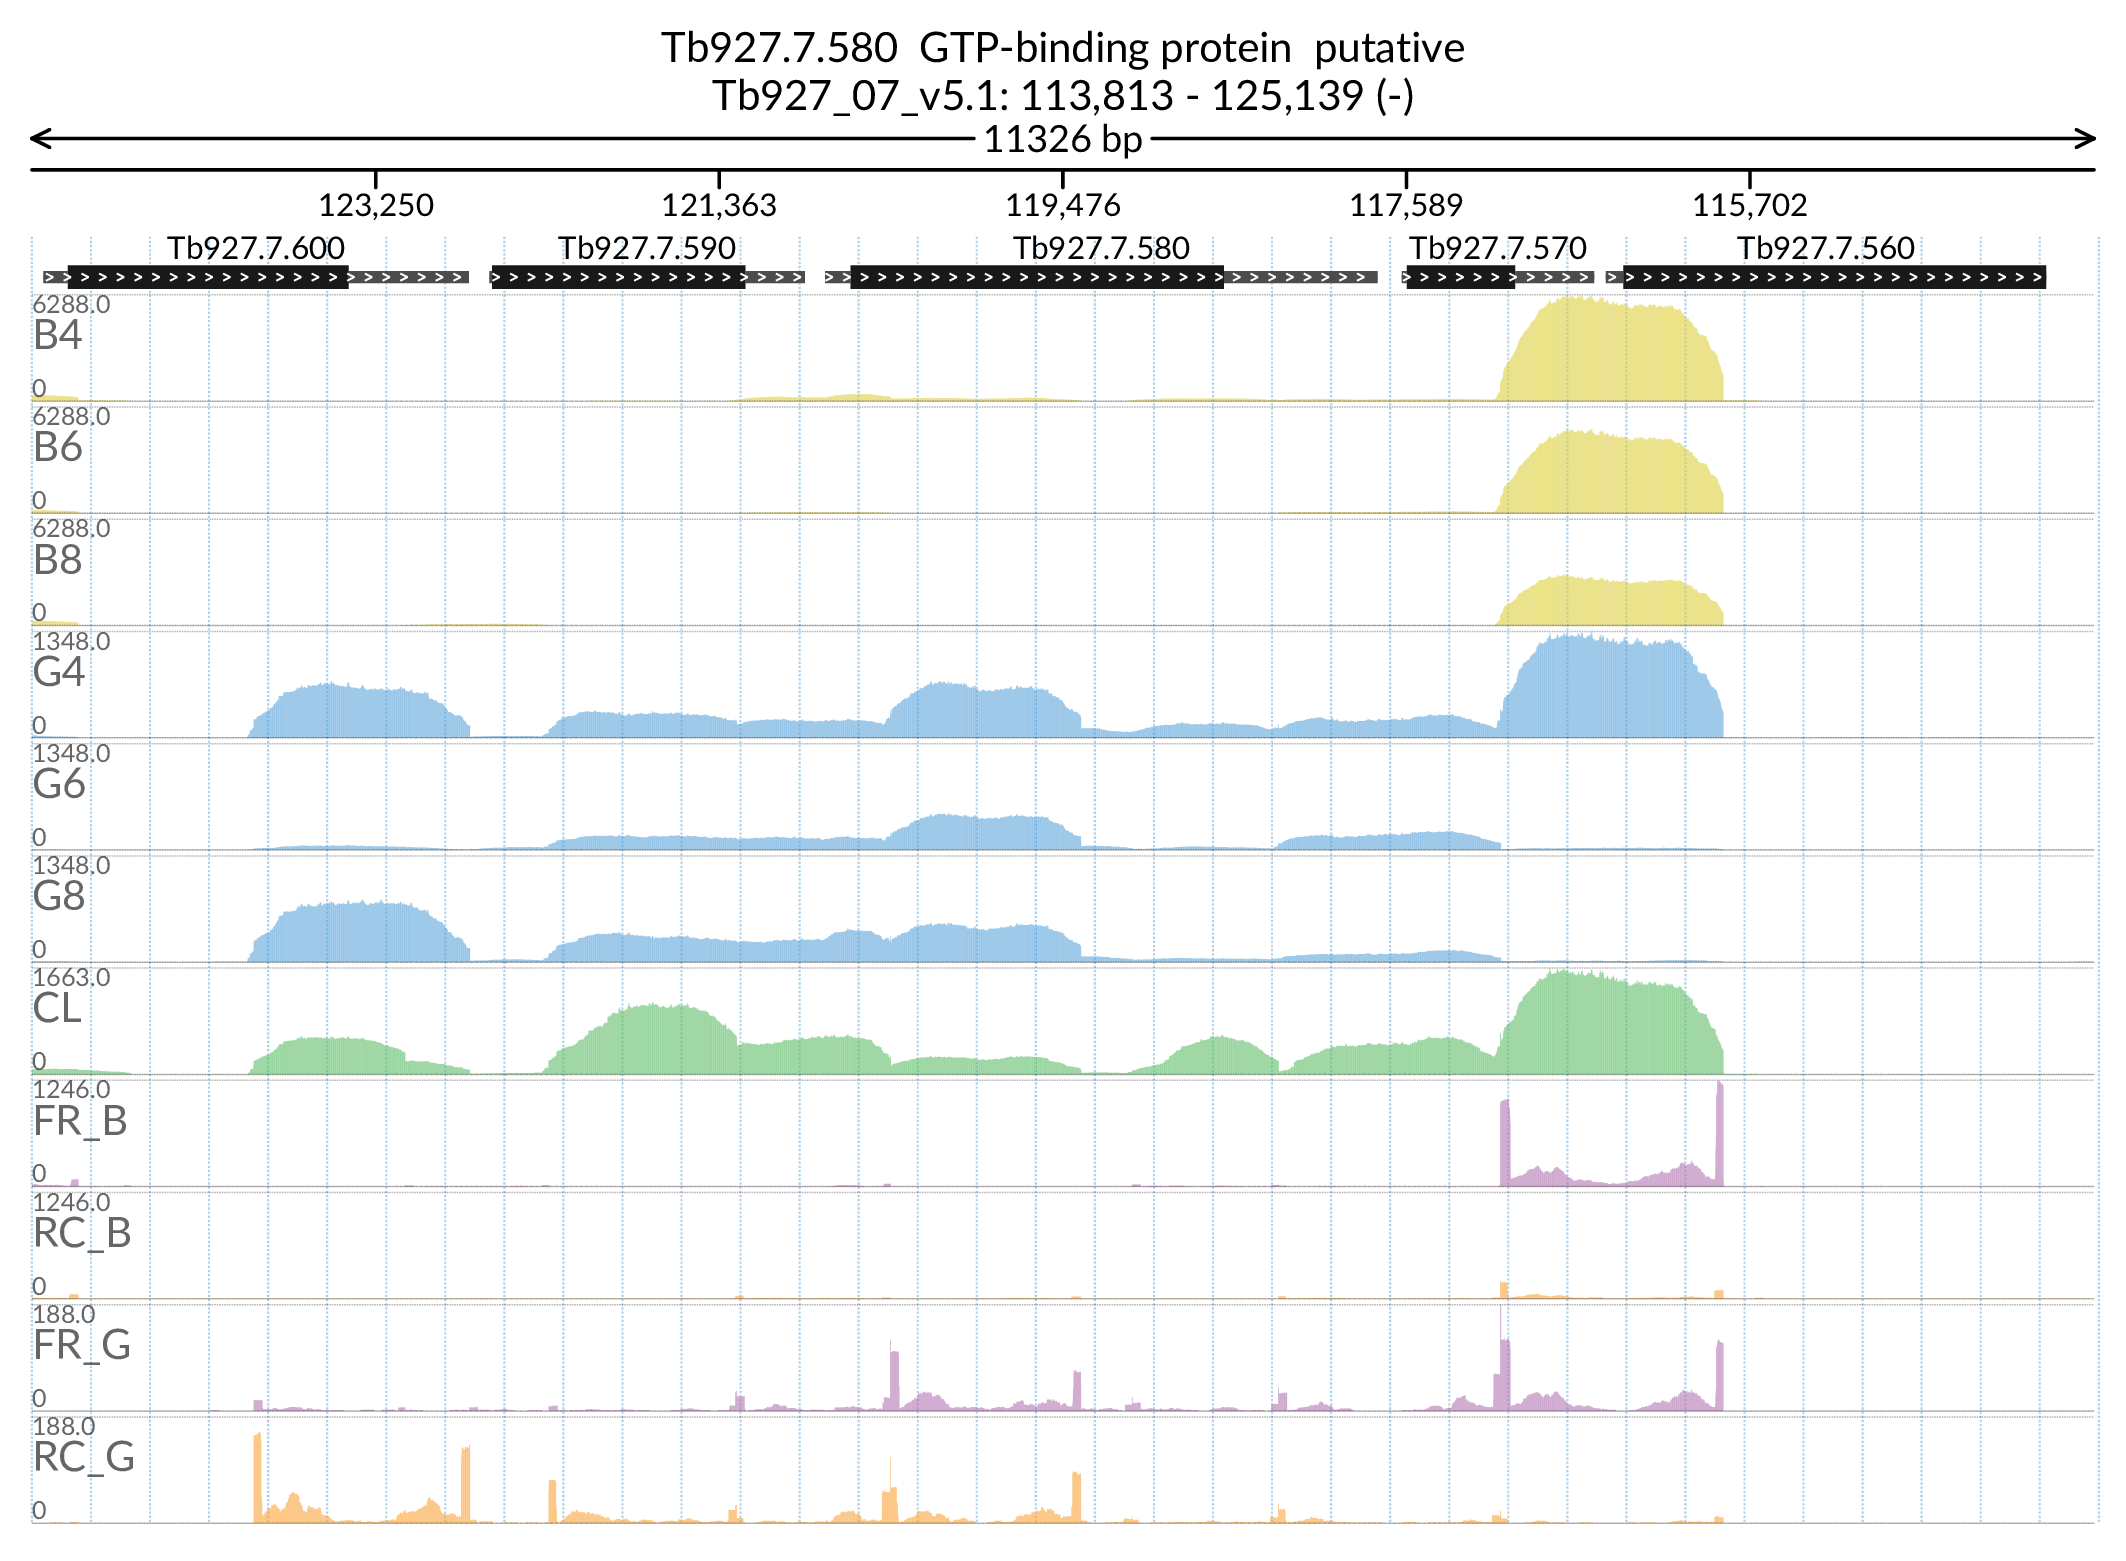 Tb927.7.580 GTP-binding protein putative
Tb927_07_v5.1: 113,813 - 125,139 (-)
11326 bp
123,250 121,363 119,476 117,589 115,702
Tb927.7.600 Tb927.7.590 Tb927.7.580 Tb927.7.570 Tb927.7.560
6288.0
B4
0
6288.0
B6
0
6288.0
B8
0
1348.0
G4
0
1348.0
G6
0
1348.0
G8
0
1663.0
CL
0
1246.0
FR_B
0
1246.0
RC_B
0
188.0
FR_G
0
188.0
RC_G
0